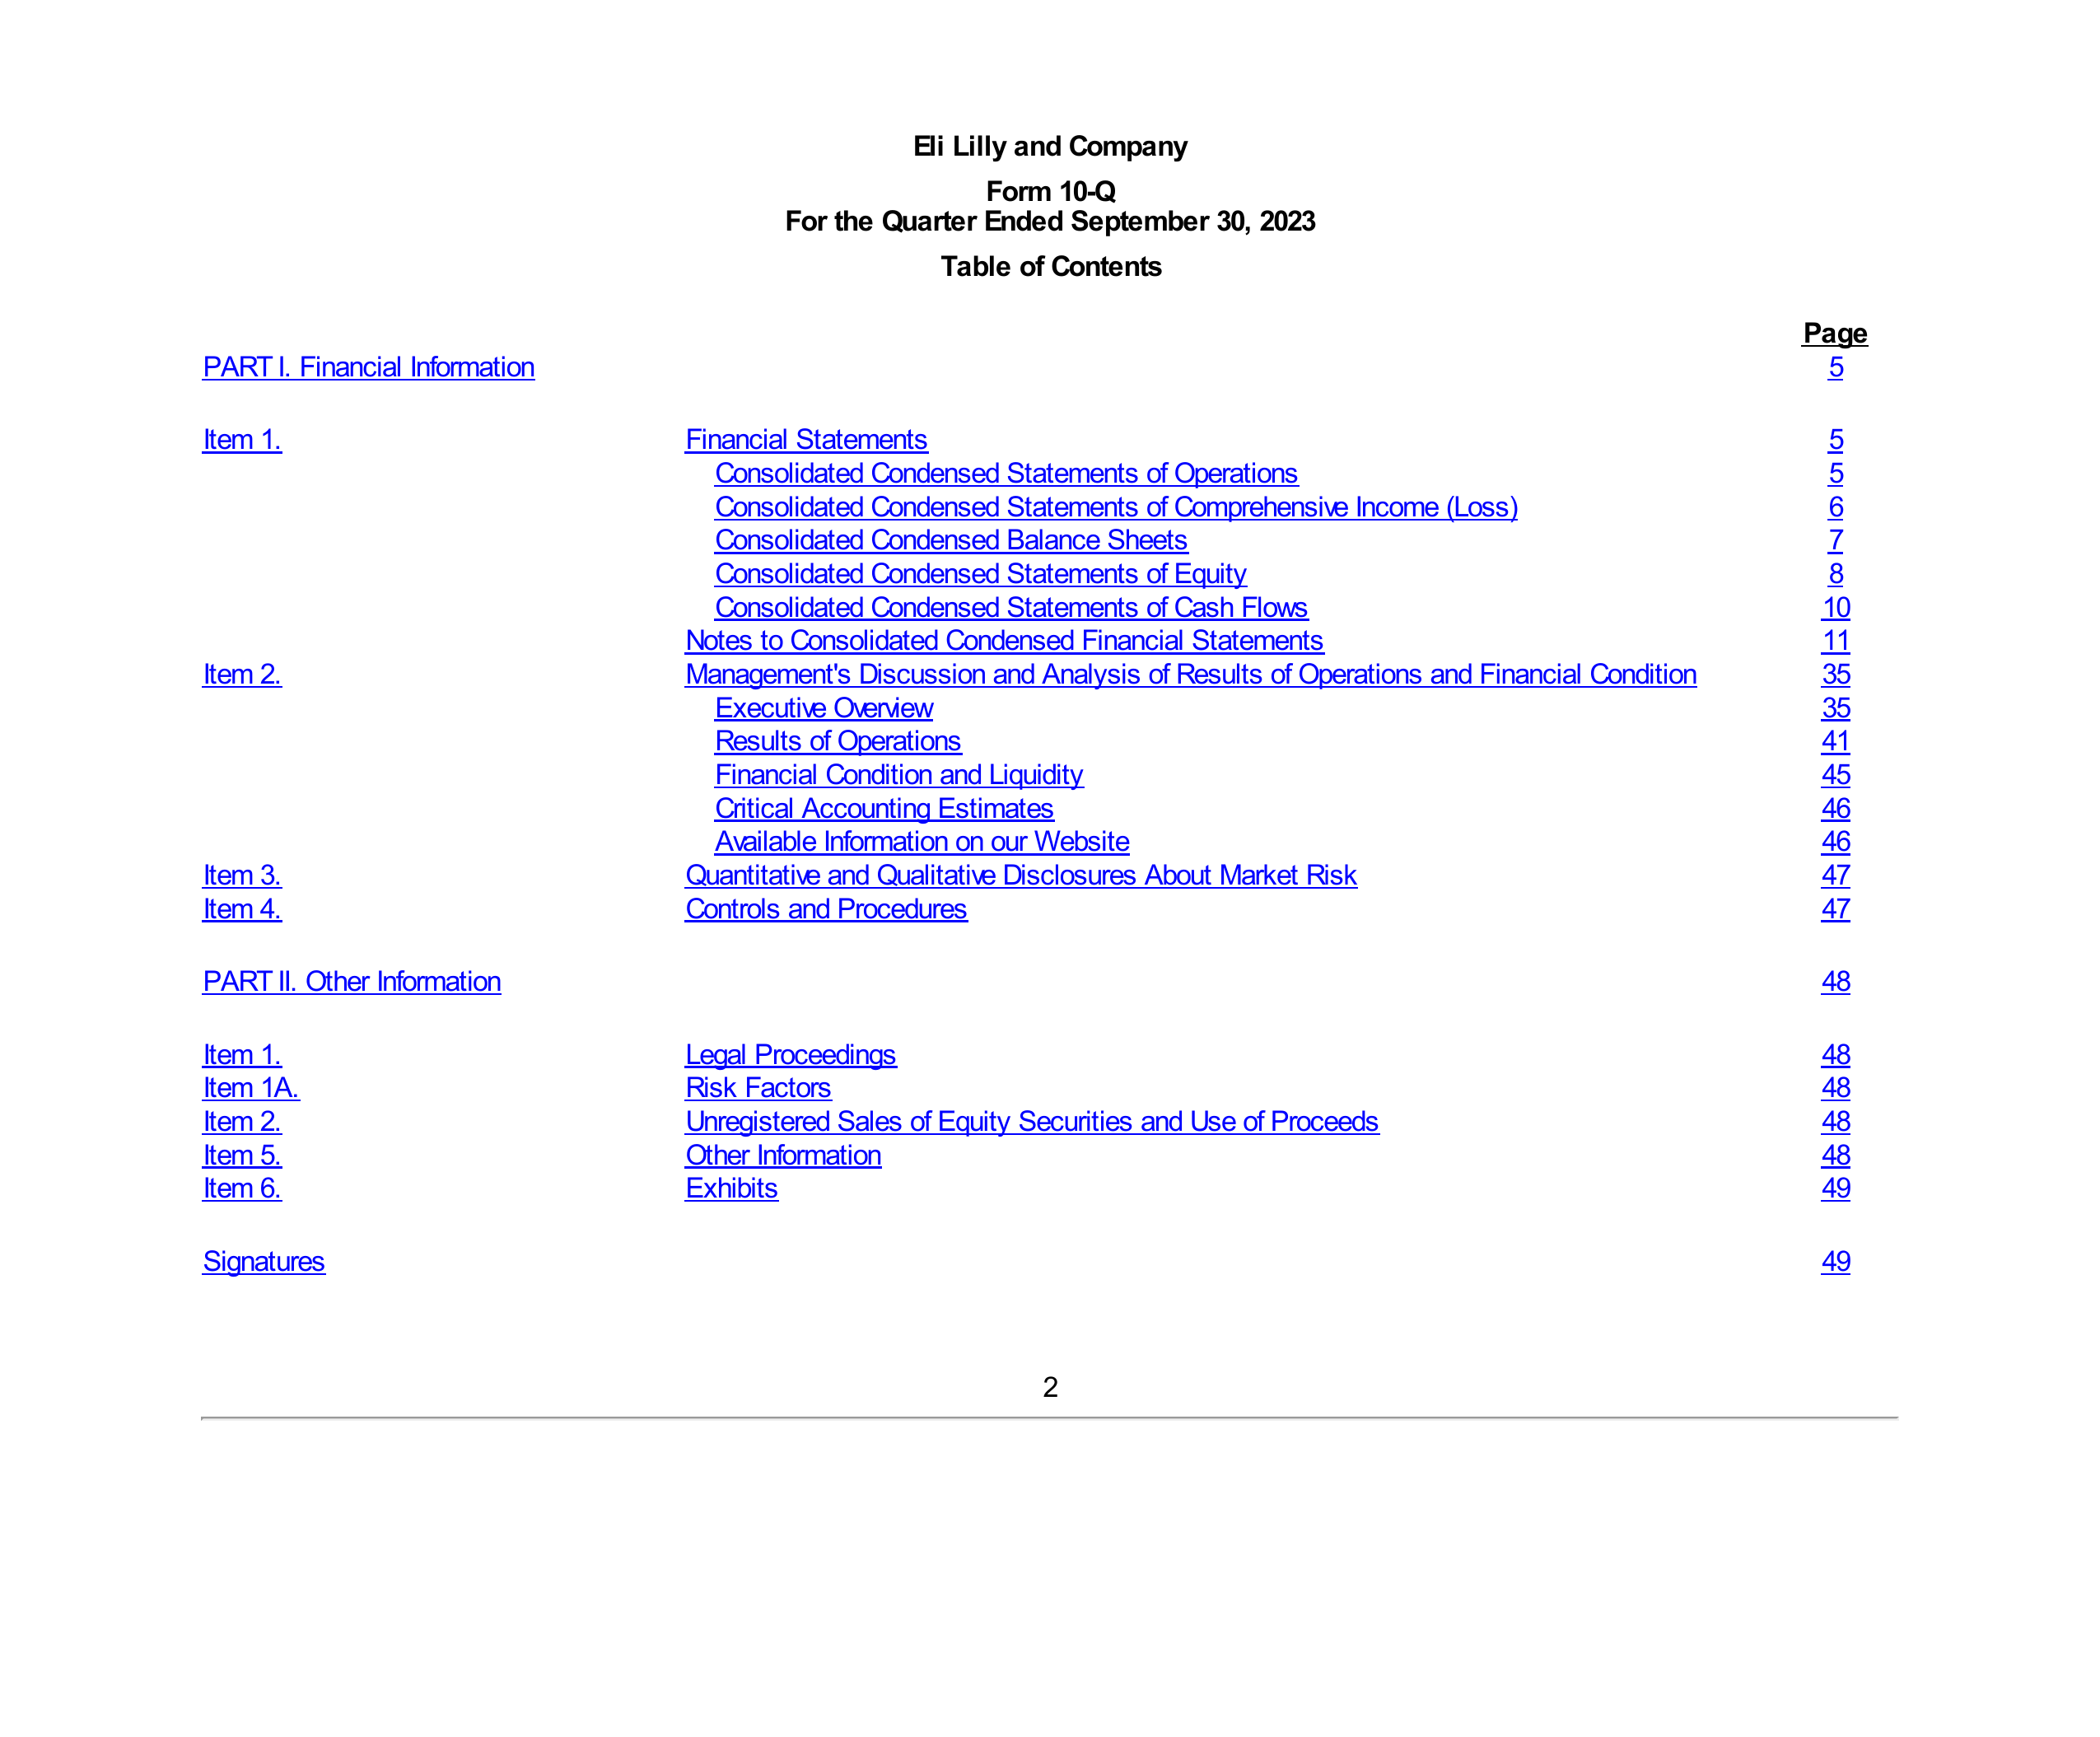 Eli Lilly and Company
Form 10-Q
For the Quarter Ended September 30, 2023
Table of Contents
Page
PART I. Financial Information 5
Item 1. Financial Statements 5
Consolidated Condensed Statements of Operations 5
Consolidated Condensed Statements of Comprehensive Income (Loss) 6
Consolidated Condensed Balance Sheets 7
Consolidated Condensed Statements of Equity 8
Consolidated Condensed Statements of Cash Flows 10
Notes to Consolidated Condensed Financial Statements 11
Item 2. Management's Discussion and Analysis of Results of Operations and Financial Condition 35
Executive Overview 35
Results of Operations 41
Financial Condition and Liquidity 45
Critical Accounting Estimates 46
Available Information on our Website 46
Item 3. Quantitative and Qualitative Disclosures About Market Risk 47
Item 4. Controls and Procedures 47
PART II. Other Information 48
Item 1. Legal Proceedings 48
Item 1A. Risk Factors 48
Item 2. Unregistered Sales of Equity Securities and Use of Proceeds 48
Item 5. Other Information 48
Item 6. Exhibits 49
Signatures 49
2